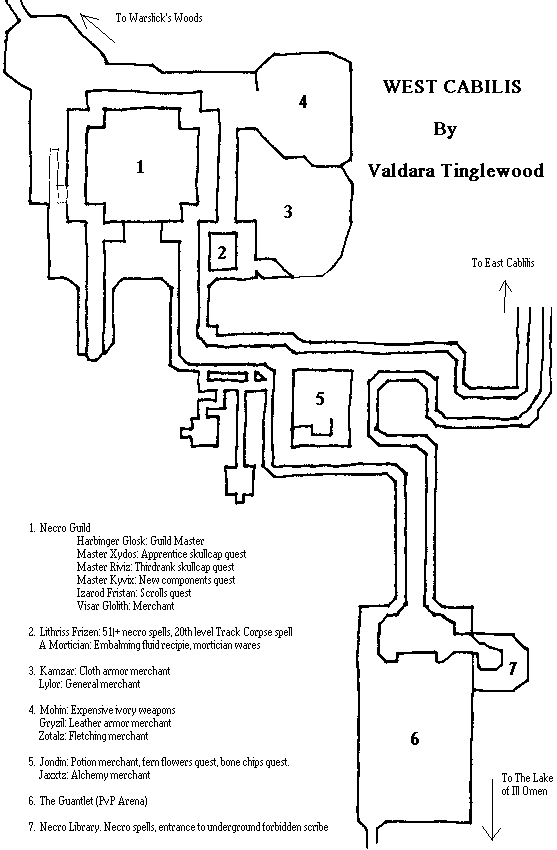 To Warslick's Woods
WEST CABILIS
By
Valdara Tinglewood
4
1
3
2
To East Cablilis
5
1. Necro Guild
Harbinger Glosk: Guild Master
Master Xydos: Apprentice skullcap quest
Master Riviz: Thirdrank skullcap quest
Master Kyvix: New components quest
Izarod Fristan: Scrolls quest
Visar Glolith: Merchant
2. Lithriss Frizen: 51|+ necro spells, 20th level Track Corpse spell
A Mortician: Embalming fluid recipie, mortician wares
3. Kamzar: Cloth armor merchant
Lylor: General merchant
4. Mohin: Expensive ivory weapons
Gryzil: Leather armor merchant
Zotalz: Fletching merchant
5. Jondin: Potion merchant, fern flowers quest, bone chips quest.
Jaxxtz: Alchemy merchant
6. The Guantlet (PvP Arena)
7. Necro Library. Necro spells, entrance to underground forbidden scribe
7
6
To The Lake
of Ill Omen